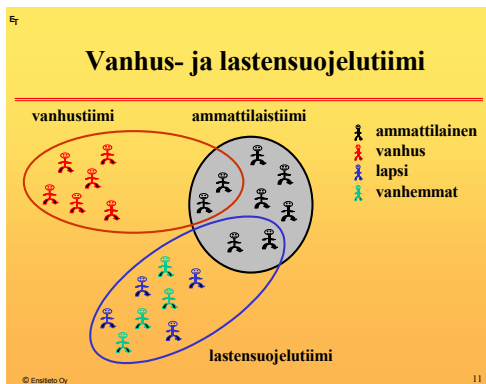 ET
Vanhus- ja lastensuojelutiimi
vanhustiimi
ammattilaistiimi
ammattilainen
vanhus
lapsi
vanhemmat
lastensuojelutiimi
© Ensitieto Oy
11